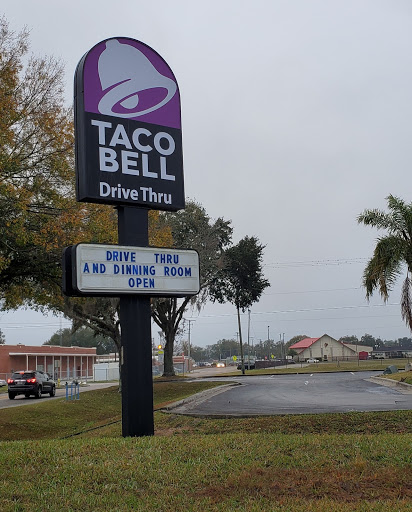 TACO
BELL
Drive Thru
DRIVE THRU
AND DINNING ROOM
OPEN